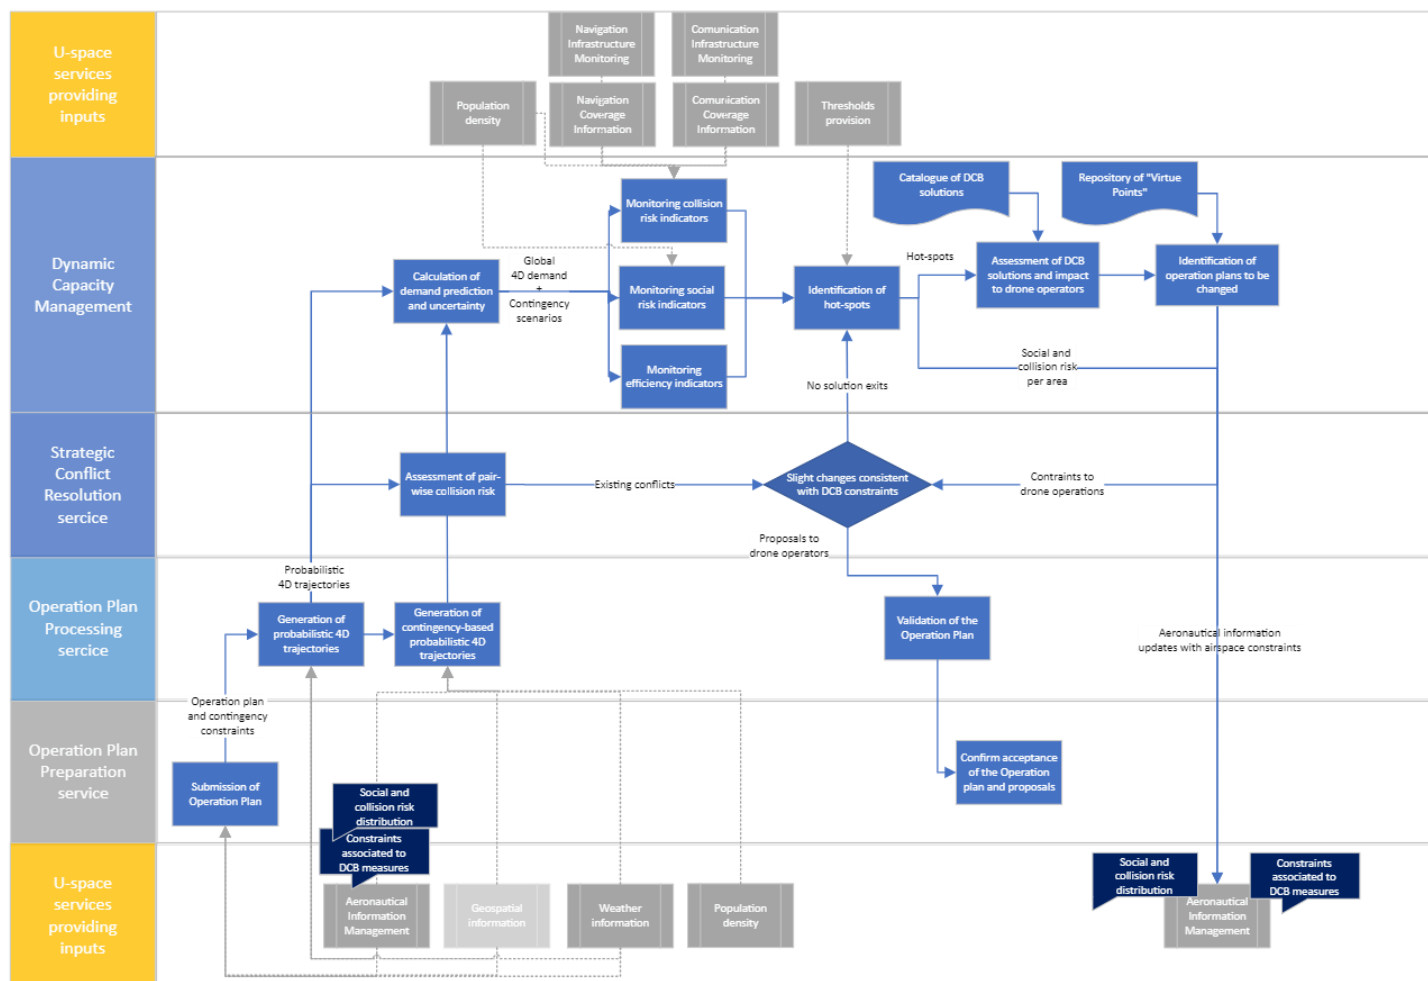 U-space
services
providing
inputs
Navigation
Infrastructure
Monitoring
Comunication
Infrastructure
Monitoring
Population
density
Navigation
Coverage
Information
Comunication
Coverage
Information
Thresholds
provision
Dynamic
Capacity
Management
Catalogue of DCB
solutions
Repository of "Virtue
Points"
Monitoring collision
risk indicators
Calculation of
demand prediction
and uncertainty
Global
4D demand
+
Contingency
scenarios
Monitoring social
risk indicators
Monitoring
efficiency indicators
Identification of
hot-spots
Hot-spots
Assessment of DCB
solutions and impact
to drone operators
Identification of
operation plans to be
changed
Social and
collision risk
per area
No solution exits
Strategic
Conflict
Resolution
sercice
Assessment of pair-
wise collision risk
Existing conflicts
Slight changes consistent
with DCB constraints
Contraints to
drone operations
Proposals to
drone operators
Operation Plan
Processing
sercice
Probabilistic
4D trajectories
Generation of
probabilistic 4D
trajectories
Generation of
contingency-based
probabilistic 4D
trajectories
Validation of the
Operation Plan
Aeronautical information
updates with airspace constraints
Operation Plan
Preparation
service
Operation plan
and contingency
constraints
Submission of
Operation Plan
Confirm acceptance
of the Operation
plan and proposals
Social and
collision risk
distribution
Constraints
associated to
DCB measures
U-space
services
providing
inputs
Aeronautical
Information
Management
Geospatial
information
Weather
information
Population
density
Social and
collision risk
distribution
Constraints
associated to
DCB measures
Aeronautical
Information
Management